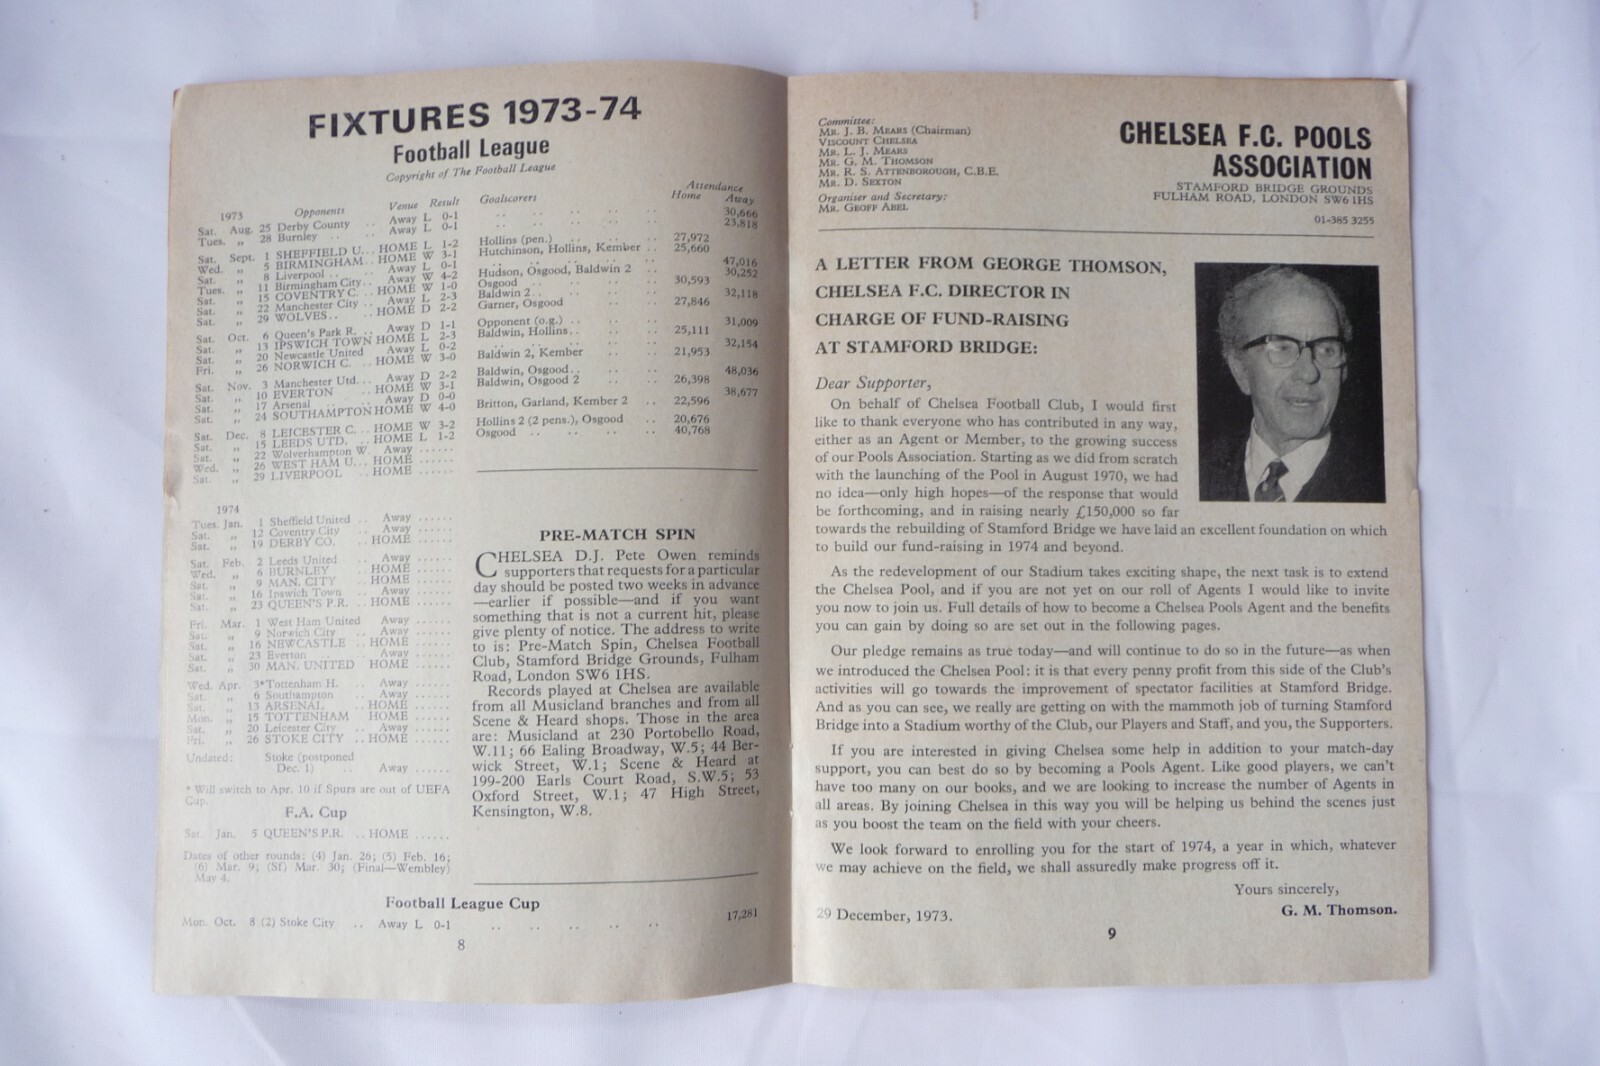 FIXTURES 1973-74
Football League
Copyright of The Football League
Attendance
1973 Opponents Venue Result Goalscorers Home Away
Sat. Aug. 25 Derby County .. Away L 0-1 .. .. .. .. .. 30,666
Tues. „ 28 Burnley .. .. Away L 0-1 23,818
Sat. Sept. 1 SHEFFIELD U... HOME L 1-2 Hollins (pen.) .. .. .. 27,972
Wed. „ 5 BIRMINGHAM.. HOME W 3-1 Hutchinson, Hollins, Kember .. 25,660
Sat. „ 8 Liverpool .. .. Away L 0-1 .. .. .. .. .. 47,016
Tues. „ 11 Birmingham City.. Away W 4-2 Hudson, Osgood, Baldwin 2 .. 30,252
Sat. „ 15 COVENTRY C. .. HOME W 1-0 Osgood .. .. .. .. 30,593
Sat. „ 22 Manchester City .. Away L 2-3 Baldwin 2.. .. .. .. 32,118
Sat. „ 29 WOLVES.. .. HOME D 2-2 Garner, Osgood .. .. 27,846
Sat. Oct. 6 Queen's Park R. .. Away D 1-1 Opponent (o.g.) .. .. .. 31,009
Sat. „ 13 IPSWICH TOWN HOME L 2-3 Baldwin, Hollins.. .. .. 25,111
Sat. „ 20 Newcastle United Away L 0-2 .. .. .. .. .. 32,154
Fri. „ 26 NORWICH C. .. HOME W 3-0 Baldwin 2, Kember .. .. 21,953
Sat. Nov. 3 Manchester Utd... Away D 2-2 Baldwin, Osgood.. .. .. 48,036
Sat. „ 10 EVERTON .. HOME W 3-1 Baldwin, Osgood 2 .. .. 26,398
Sat. „ 17 Arsenal .. .. Away D 0-0 .. .. .. .. .. 38,677
Sat. „ 24 SOUTHAMPTON HOME W 4-0 Britton, Garland, Kember 2 .. 22,596
Sat. Dec. 8 LEICESTER C. .. HOME W 3-2 Hollins 2 (2 pens.), Osgood .. 20,676
Sat. „ 15 LEEDS UTD. .. HOME L 1-2 Osgood .. .. .. .. 40,768
Sat. „ 22 Wolverhampton W. Away ......
Wed. „ 26 WEST HAM U... HOME ......
Sat. „ 29 LIVERPOOL .. HOME ......
1974
Tues. Jan. 1 Sheffield United .. Away ......
Sat. „ 12 Coventry City .. Away ......
Sat. „ 19 DERBY CO. .. HOME ......
Sat. Feb. 2 Leeds United .. Away ......
Wed. „ 6 BURNLEY .. HOME ......
Sat. „ 9 MAN. CITY .. HOME ......
Sat. „ 16 Ipswich Town .. Away ......
Sat. „ 23 QUEEN'S P.R. .. HOME ......
Fri. Mar. 1 West Ham United Away ......
Sat. „ 9 Norwich City .. Away ......
Sat. „ 16 NEWCASTLE .. HOME ......
Sat. „ 23 Everton .. .. Away ......
Sat. „ 30 MAN. UNITED HOME ......
Wed. Apr. 3*Tottenham H. .. Away ......
Sat. „ 6 Southampton .. Away ......
Sat. „ 13 ARSENAL .. HOME ......
Mon. „ 15 TOTTENHAM HOME ......
Sat. „ 20 Leicester City .. Away ......
Fri. „ 26 STOKE CITY .. HOME ......
Undated: Stoke (postponed
Dec. 1) .. Away ......
* Will switch to Apr. 10 if Spurs are out of UEFA
Cup.
F.A. Cup
Sat. Jan. 5 QUEEN'S P.R. .. HOME ......
Dates of other rounds: (4) Jan. 26; (5) Feb. 16;
(6) Mar. 9; (Sf) Mar. 30; (Final—Wembley)
May 4.
PRE-MATCH SPIN
CHELSEA D.J. Pete Owen reminds
supporters that requests for a particular
day should be posted two weeks in advance
—earlier if possible—and if you want
something that is not a current hit, please
give plenty of notice. The address to write
to is: Pre-Match Spin, Chelsea Football
Club, Stamford Bridge Grounds, Fulham
Road, London SW6 1HS.
Records played at Chelsea are available
from all Musicland branches and from all
Scene & Heard shops. Those in the area
are: Musicland at 230 Portobello Road,
W.11; 66 Ealing Broadway, W.5; 44 Ber-
wick Street, W.1; Scene & Heard at
199-200 Earls Court Road, S.W.5; 53
Oxford Street, W.1; 47 High Street,
Kensington, W.8.
Football League Cup
Mon. Oct. 8 (2) Stoke City .. Away L 0-1 .. .. .. .. .. 17,281
8
Committee:
MR. J. B. MEARS (Chairman)
VISCOUNT CHELSEA
MR. L. J. MEARS
MR. G. M. THOMSON
MR. R. S. ATTENBOROUGH, C.B.E.
MR. D. SEXTON
Organiser and Secretary:
MR. GEOFF ABEL
CHELSEA F.C. POOLS
ASSOCIATION
STAMFORD BRIDGE GROUNDS
FULHAM ROAD, LONDON SW6 1HS
01-385 3255
A LETTER FROM GEORGE THOMSON,
CHELSEA F.C. DIRECTOR IN
CHARGE OF FUND-RAISING
AT STAMFORD BRIDGE:
Dear Supporter,
On behalf of Chelsea Football Club, I would first
like to thank everyone who has contributed in any way,
either as an Agent or Member, to the growing success
of our Pools Association. Starting as we did from scratch
with the launching of the Pool in August 1970, we had
no idea—only high hopes—of the response that would
be forthcoming, and in raising nearly £150,000 so far
towards the rebuilding of Stamford Bridge we have laid an excellent foundation on which
to build our fund-raising in 1974 and beyond.
As the redevelopment of our Stadium takes exciting shape, the next task is to extend
the Chelsea Pool, and if you are not yet on our roll of Agents I would like to invite
you now to join us. Full details of how to become a Chelsea Pools Agent and the benefits
you can gain by doing so are set out in the following pages.
Our pledge remains as true today—and will continue to do so in the future—as when
we introduced the Chelsea Pool: it is that every penny profit from this side of the Club's
activities will go towards the improvement of spectator facilities at Stamford Bridge.
And as you can see, we really are getting on with the mammoth job of turning Stamford
Bridge into a Stadium worthy of the Club, our Players and Staff, and you, the Supporters.
If you are interested in giving Chelsea some help in addition to your match-day
support, you can best do so by becoming a Pools Agent. Like good players, we can't
have too many on our books, and we are looking to increase the number of Agents in
all areas. By joining Chelsea in this way you will be helping us behind the scenes just
as you boost the team on the field with your cheers.
We look forward to enrolling you for the start of 1974, a year in which, whatever
we may achieve on the field, we shall assuredly make progress off it.
Yours sincerely,
29 December, 1973. G. M. Thomson.
9